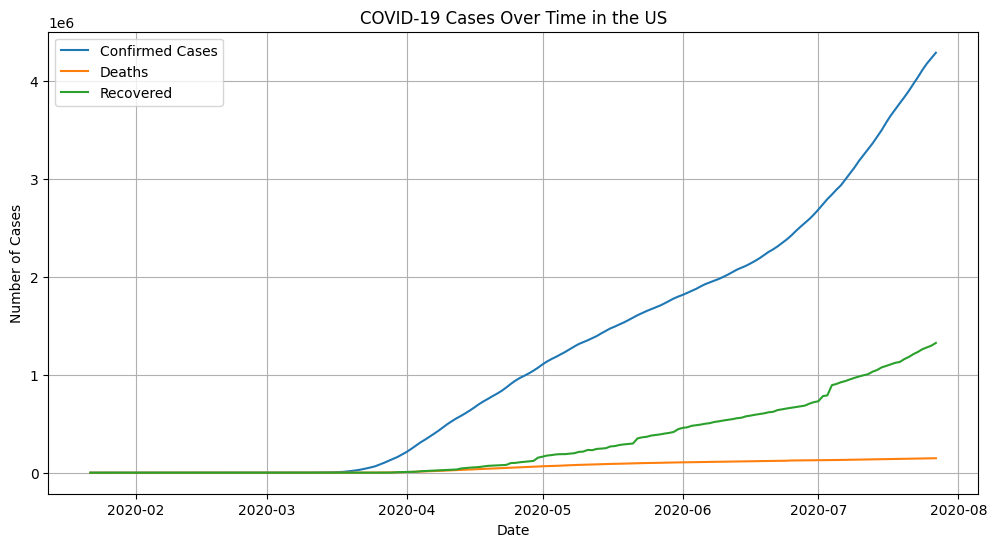 COVID-19 Cases Over Time in the US
1e6
Confirmed Cases
Deaths
Recovered
Number of Cases
4
3
2
1
0
2020-02 2020-03 2020-04 2020-05 2020-06 2020-07 2020-08
Date